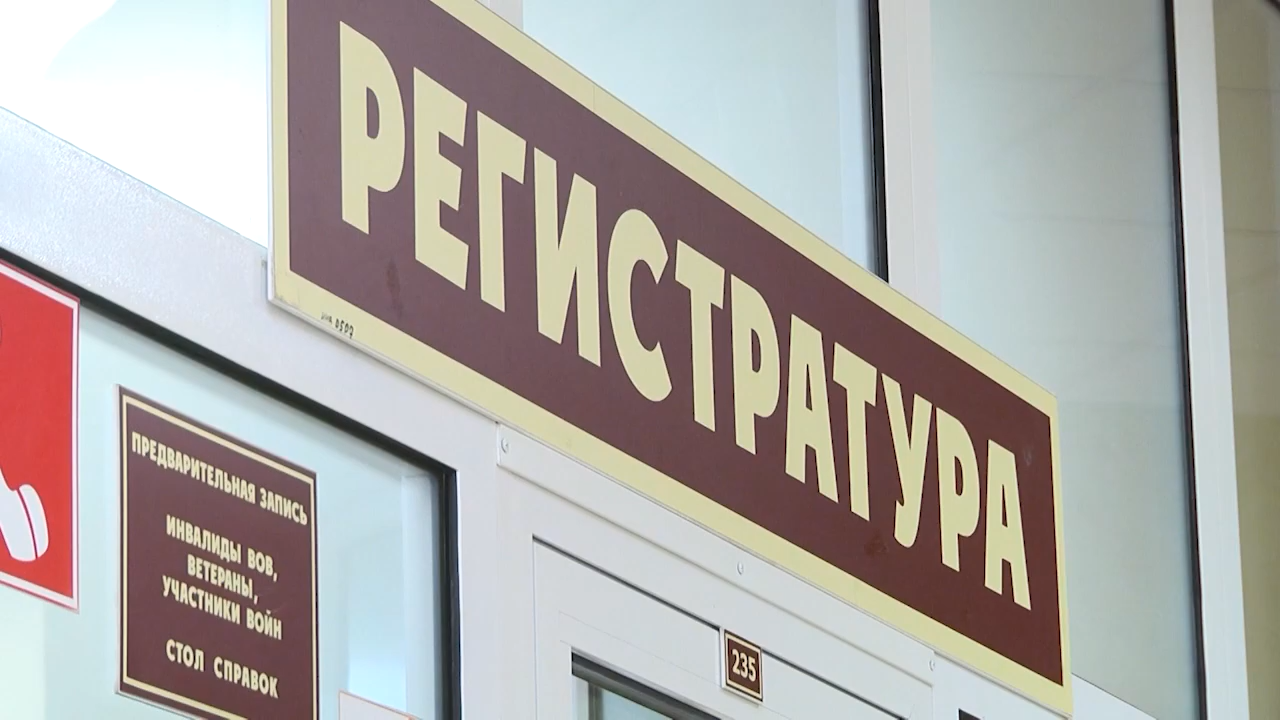 РЕГИСТРАТУРА
ПРЕДВАРИТЕЛЬНАЯ ЗАПИСЬ
ИНВАЛИДЫ ВОВ,
ВЕТЕРАНЫ,
УЧАСТНИКИ ВОЙН
СТОЛ СПРАВОК
235